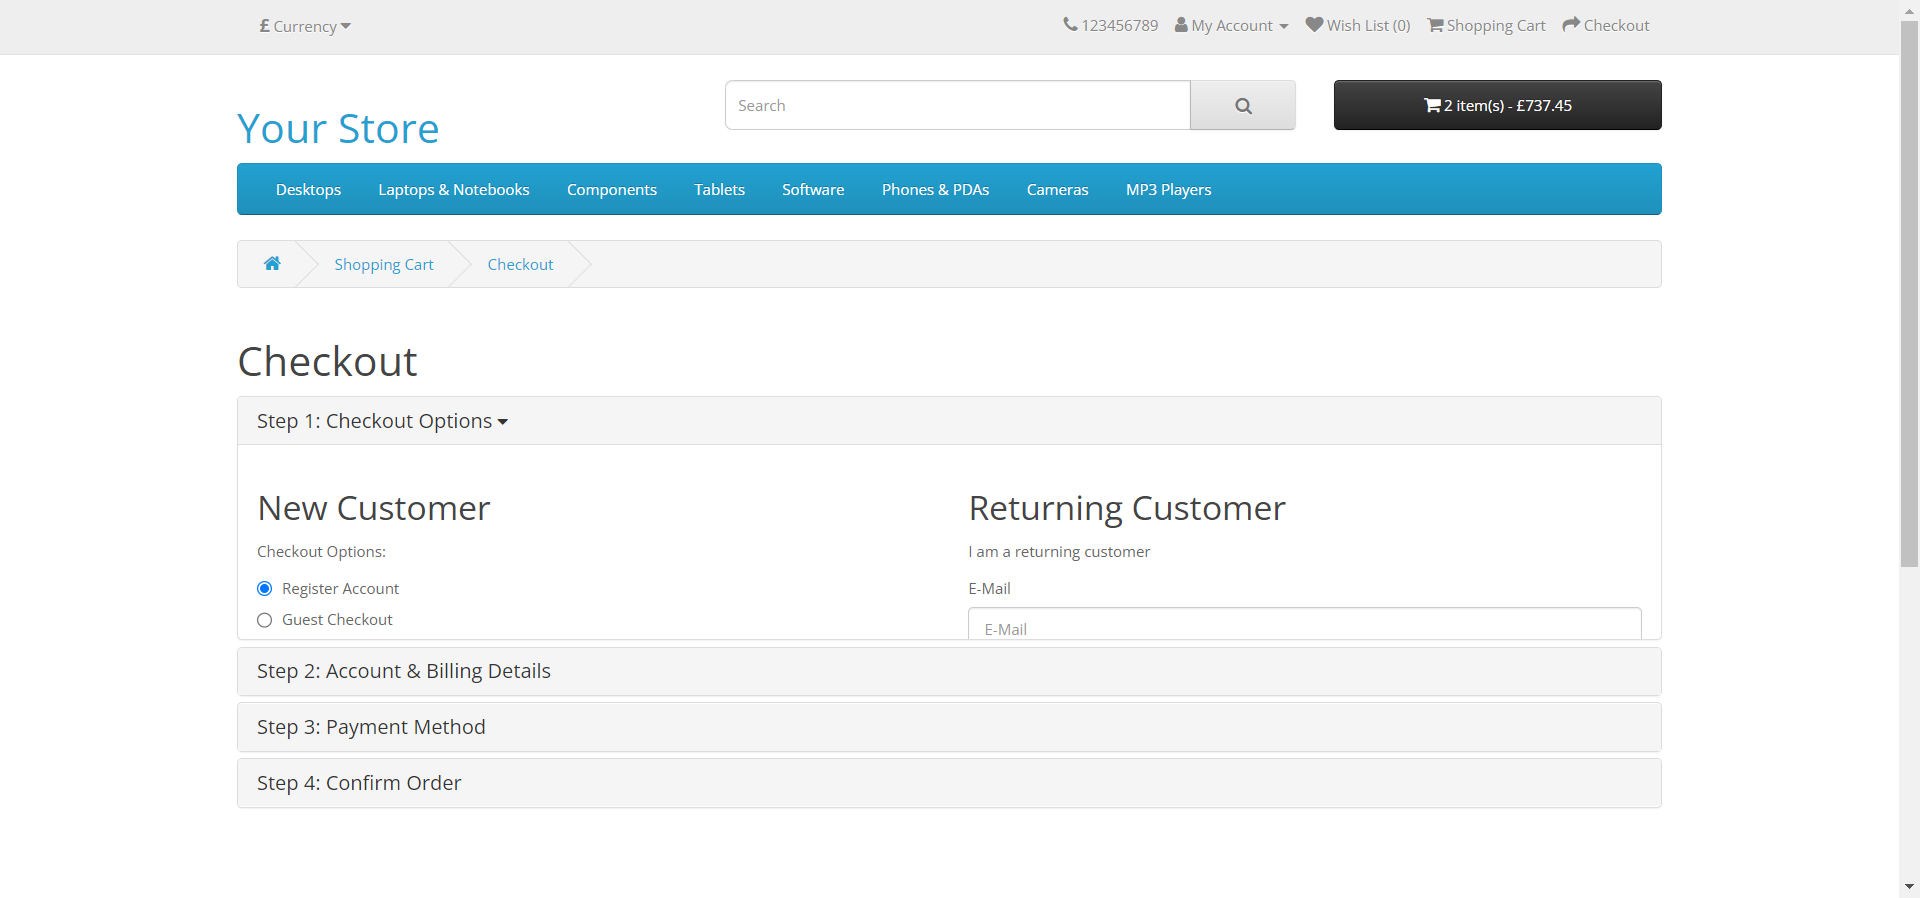 £ Currency
123456789 My Account Wish List (0) Shopping Cart Checkout
Your Store
Search
2 item(s) - £737.45
Desktops Laptops & Notebooks Components Tablets Software Phones & PDAs Cameras MP3 Players
Shopping Cart Checkout
Checkout
Step 1: Checkout Options
New Customer
Checkout Options:
Register Account
Guest Checkout
Returning Customer
I am a returning customer
E-Mail
E-Mail
Step 2: Account & Billing Details
Step 3: Payment Method
Step 4: Confirm Order